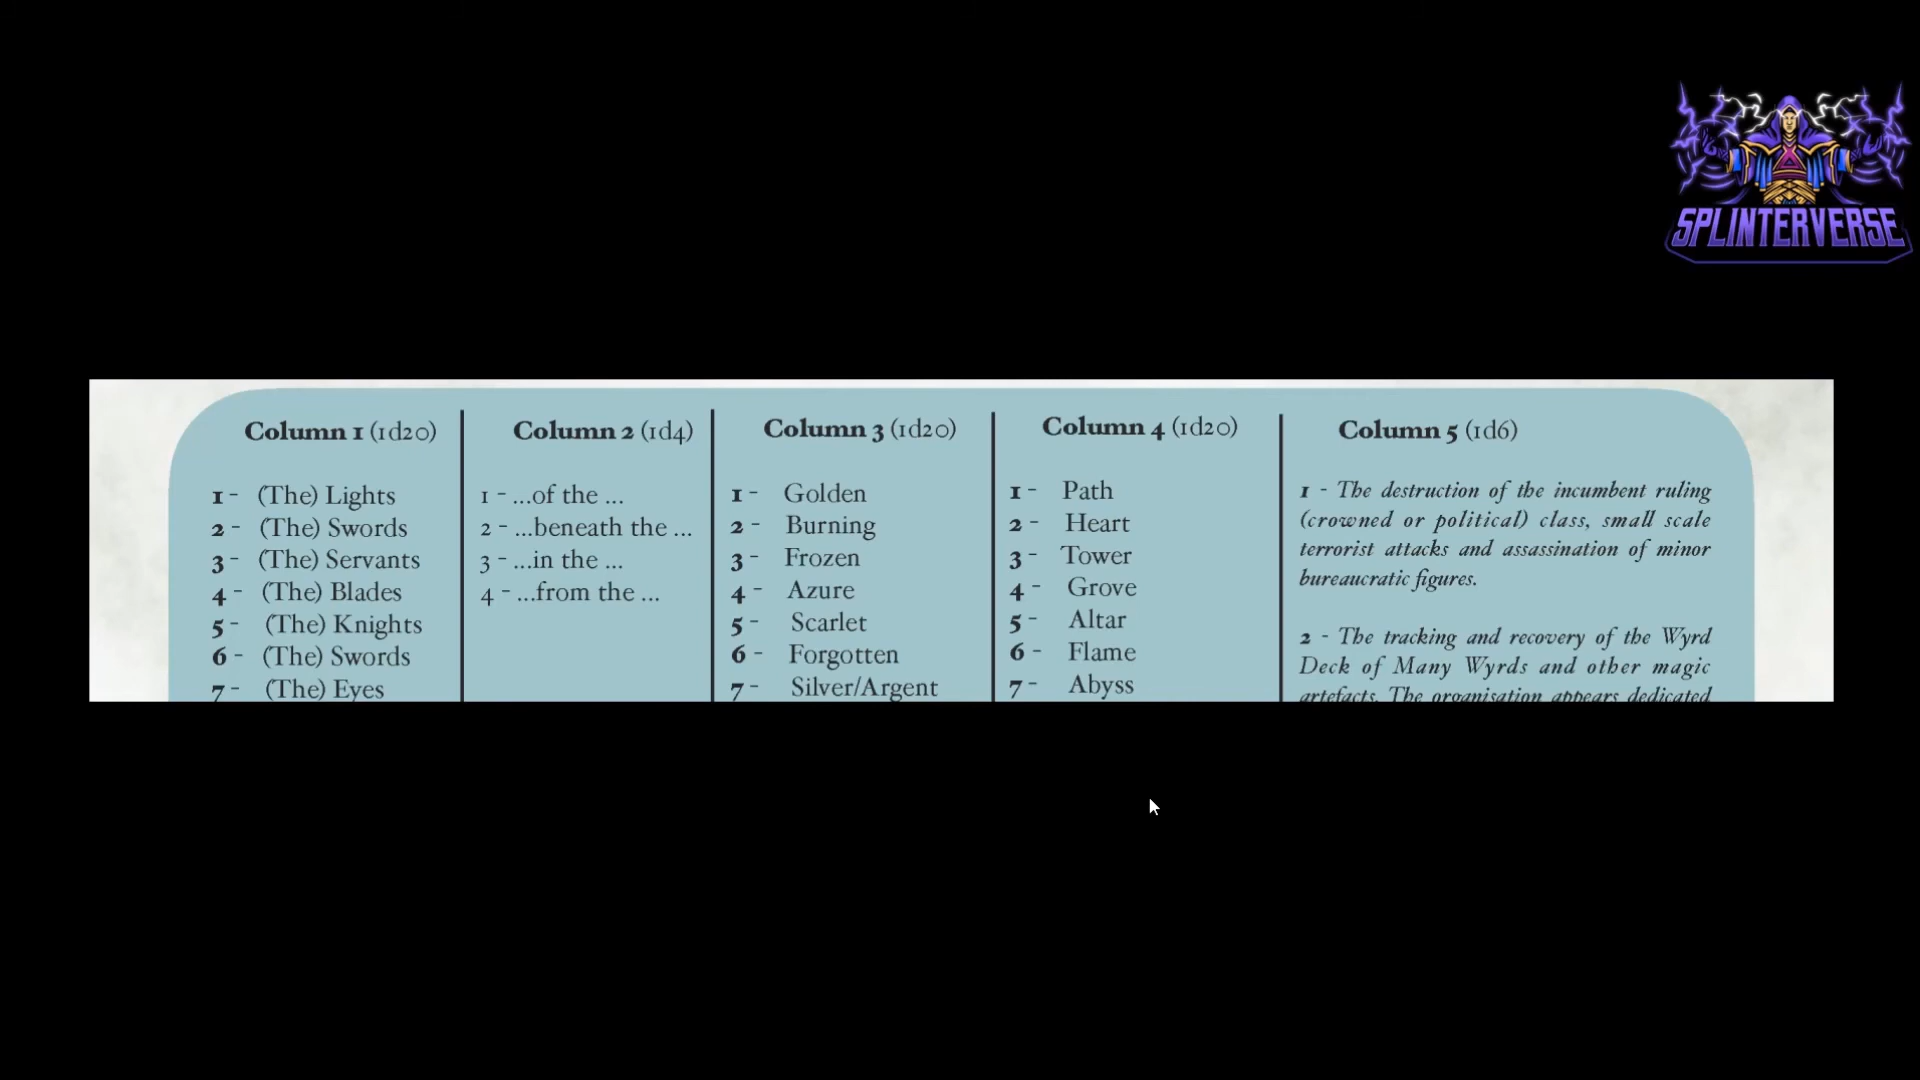 SPLINTERVERSE
Column 1 (1d20)
1 - (The) Lights
2 - (The) Swords
3 - (The) Servants
4 - (The) Blades
5 - (The) Knights
6 - (The) Swords
7 - (The) Eyes
Column 2 (1d4)
1 - ...of the ...
2 - ...beneath the ...
3 - ...in the ...
4 - ...from the ...
Column 3 (1d20)
1 - Golden
2 - Burning
3 - Frozen
4 - Azure
5 - Scarlet
6 - Forgotten
7 - Silver/Argent
Column 4 (1d20)
1 - Path
2 - Heart
3 - Tower
4 - Grove
5 - Altar
6 - Flame
7 - Abyss
Column 5 (1d6)
1 - The destruction of the incumbent ruling
(crowned or political) class, small scale
terrorist attacks and assassination of minor
bureaucratic figures.
2 - The tracking and recovery of the Wyrd
Deck of Many Wyrds and other magic
artefacts. The organisation appears dedicated